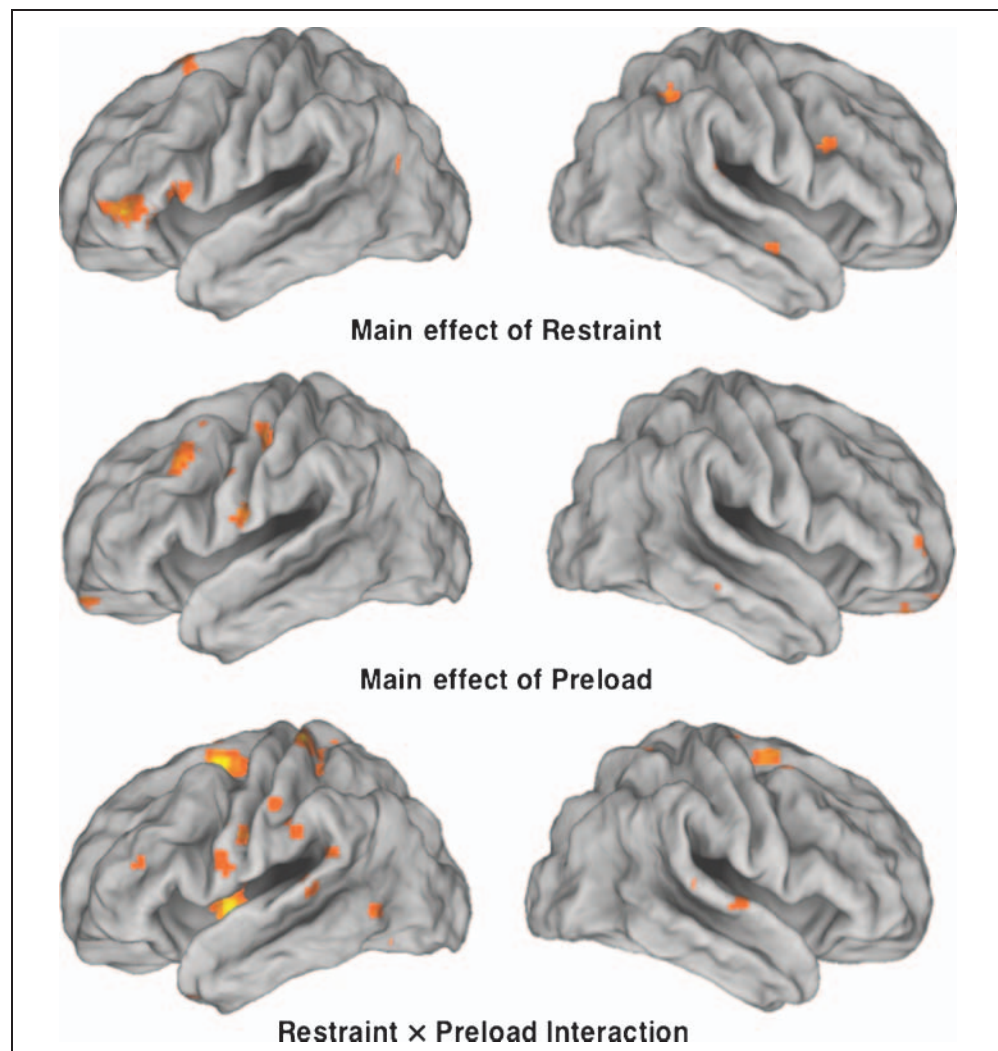 Main effect of Restraint
Main effect of Preload
Restraint × Preload Interaction